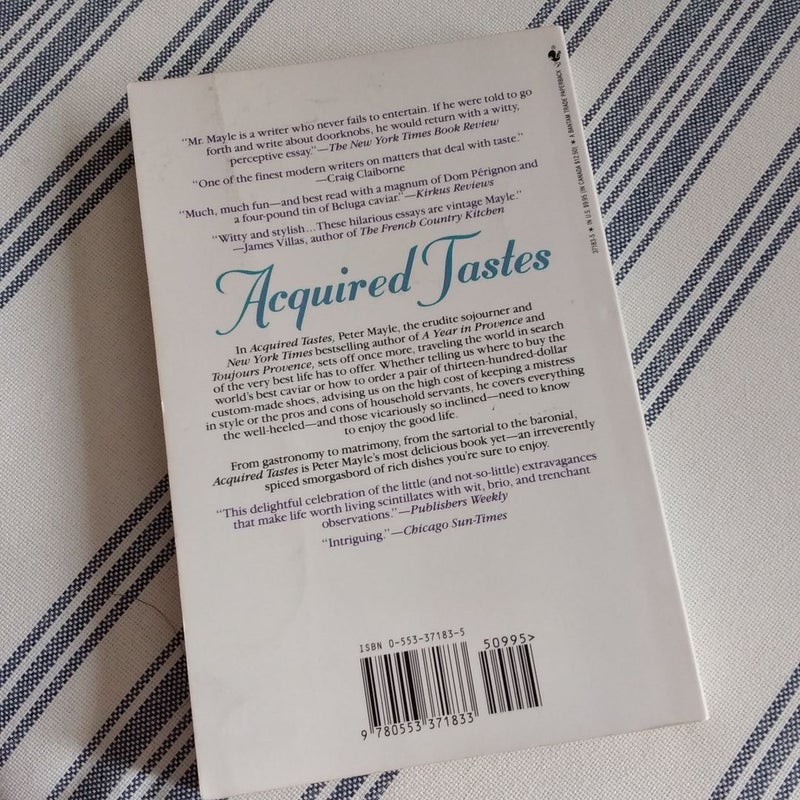 "Mr. Mayle is a writer who never fails to entertain. If he were told to go
forth and write about doorknobs, he would return with a witty,
perceptive essay."—The New York Times Book Review
"One of the finest modern writers on matters that deal with taste."
—Craig Claiborne
"Much, much fun—and best read with a magnum of Dom Pérignon and
a four-pound tin of Beluga caviar."—Kirkus Reviews
"Witty and stylish...These hilarious essays are vintage Mayle."
—James Villas, author of The French Country Kitchen
Acquired Tastes
In Acquired Tastes, Peter Mayle, the erudite sojourner and
New York Times bestselling author of A Year in Provence and
Toujours Provence, sets off once more, traveling the world in search
of the very best life has to offer. Whether telling us where to buy the
world's best caviar or how to order a pair of thirteen-hundred-dollar
custom-made shoes, advising us on the high cost of keeping a mistress
in style or the pros and cons of household servants, he covers everything
the well-heeled—and those vicariously so inclined—need to know
to enjoy the good life.
From gastronomy to matrimony, from the sartorial to the baronial,
Acquired Tastes is Peter Mayle's most delicious book yet—an irreverently
spiced smorgasbord of rich dishes you're sure to enjoy.
"This delightful celebration of the little (and not-so-little) extravagances
that make life worth living scintillates with wit, brio, and trenchant
observations."—Publishers Weekly
"Intriguing."—Chicago Sun-Times
ISBN 0-553-37183-5
50995>
9 780553 371833
37183-5 ★ IN U.S. $9.95 (IN CANADA $12.50) ★ A BANTAM TRADE PAPERBACK